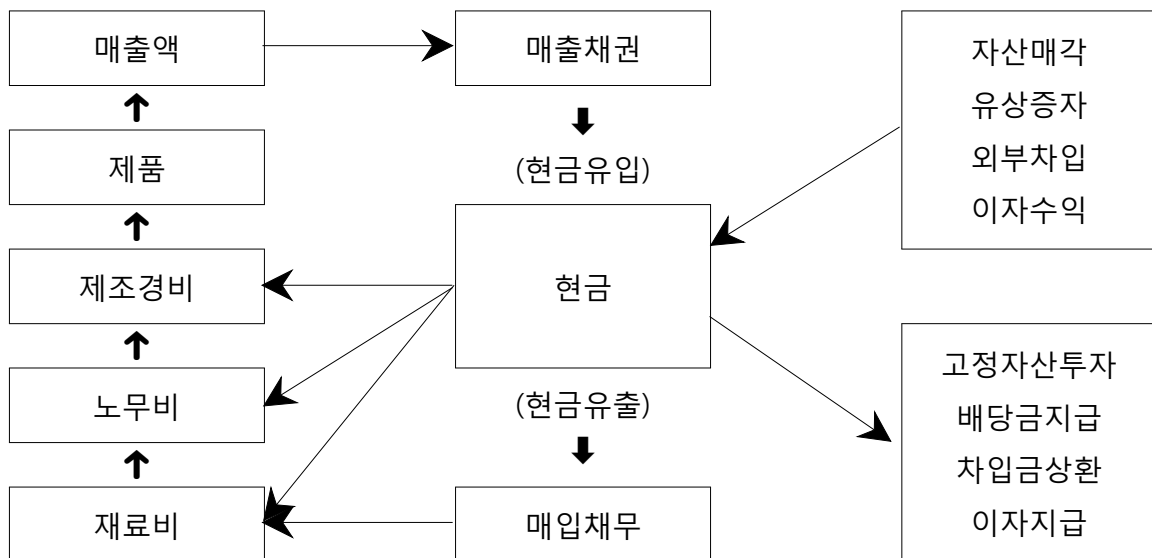 매출액
매출채권
자산매각
유상증자
외부차입
이자수익
제품
(현금유입)
제조경비
현금
노무비
(현금유출)
고정자산투자
배당금지급
차입금상환
이자지급
재료비
매입채무